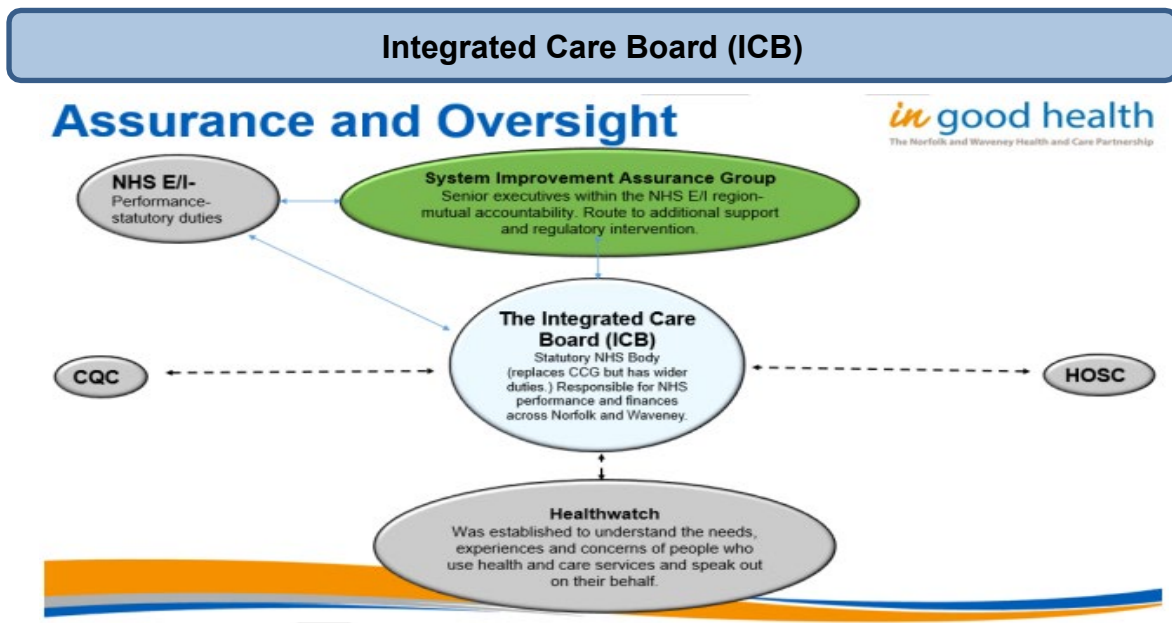 Integrated Care Board (ICB)
Assurance and Oversight
in good health
The Norfolk and Waveney Health and Care Partnership
NHS E/I-
Performance-
statutory duties
System Improvement Assurance Group
Senior executives within the NHS E/I region-
mutual accountability. Route to additional support
and regulatory intervention.
The Integrated Care
Board (ICB)
Statutory NHS Body
(replaces CCG but has wider
duties.) Responsible for NHS
performance and finances
across Norfolk and Waveney.
CQC
HOSC
Healthwatch
Was established to understand the needs,
experiences and concerns of people who
use health and care services and speak out
on their behalf.